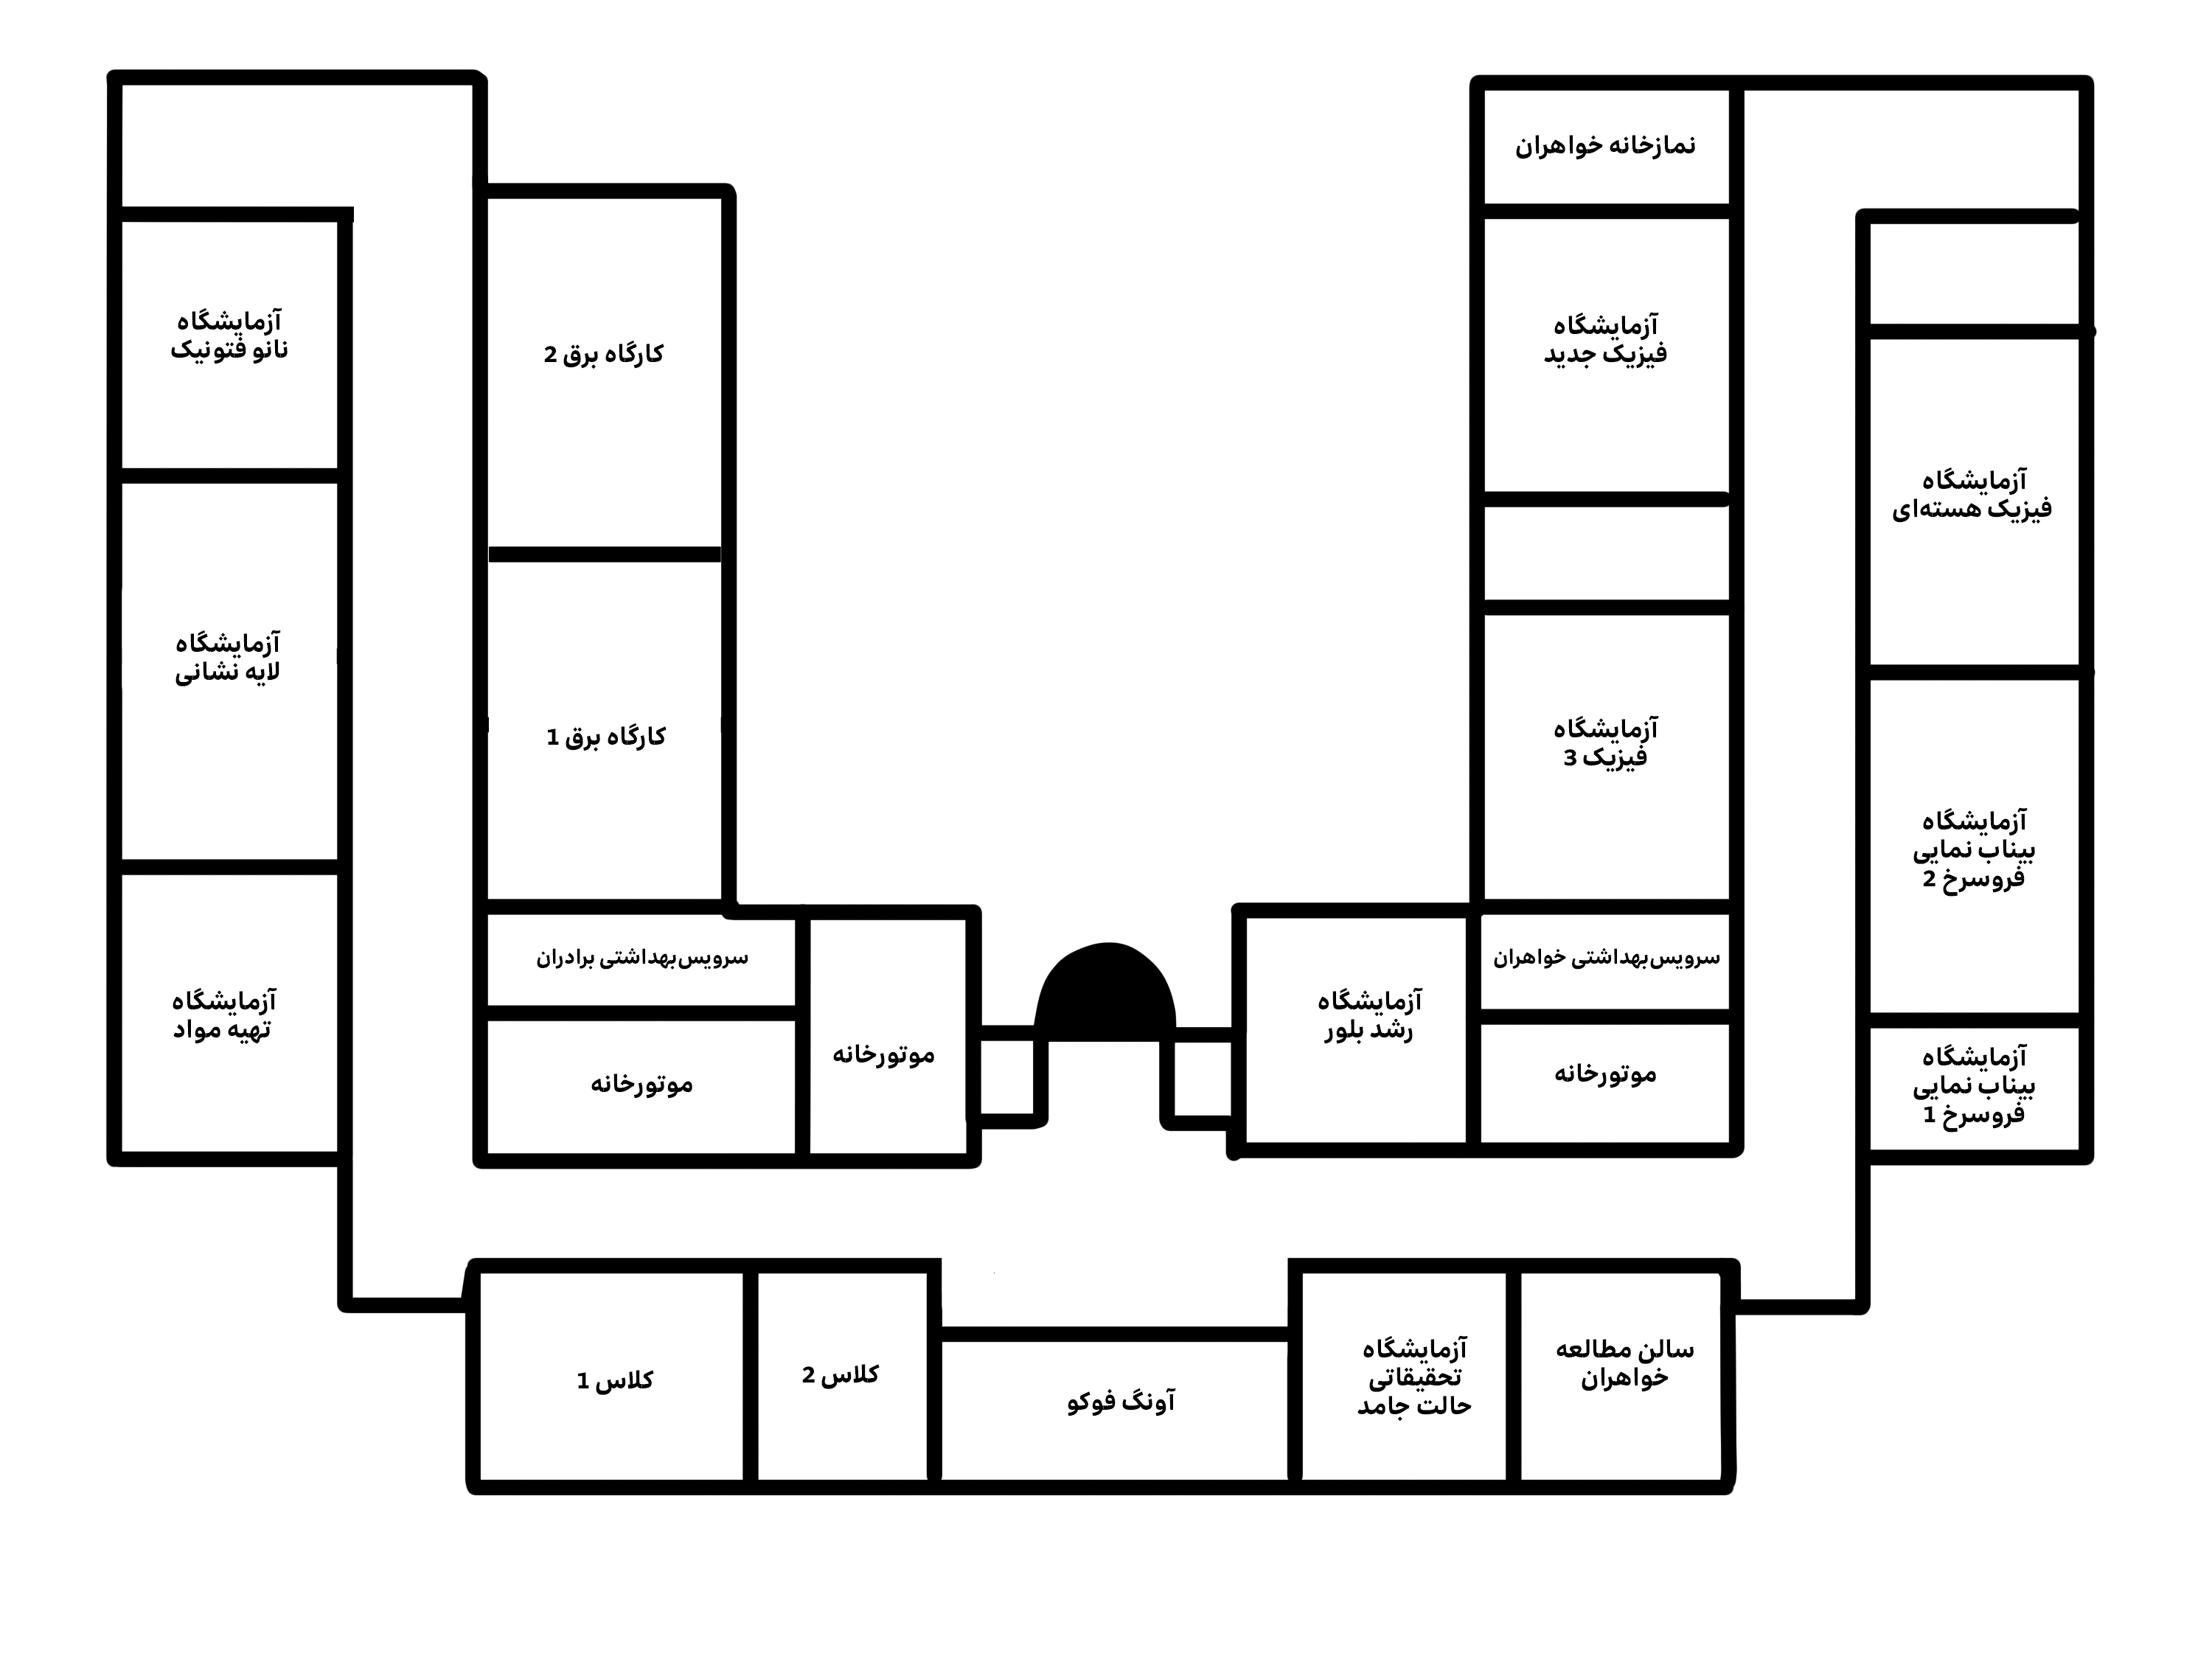 نمازخانه خواهران
آزمایشگاه
فیزیک جدید
آزمایشگاه
فیزیک 3
سرویس‌بهداشتی خواهران
موتورخانه
آزمایشگاه
رشد بلور
آزمایشگاه
فیزیک هسته‌ای
آزمایشگاه
بیناب نمایی
فروسرخ 2
آزمایشگاه
بیناب نمایی
فروسرخ 1
کارگاه برق 2
کارگاه برق 1
سرویس‌بهداشتی برادران
موتورخانه
موتورخانه
آزمایشگاه
نانو فتونیک
آزمایشگاه
لایه نشانی
آزمایشگاه
تهیه مواد
سالن مطالعه
خواهران
آزمایشگاه
تحقیقاتی
حالت جامد
آونگ فوکو
کلاس 2
کلاس 1